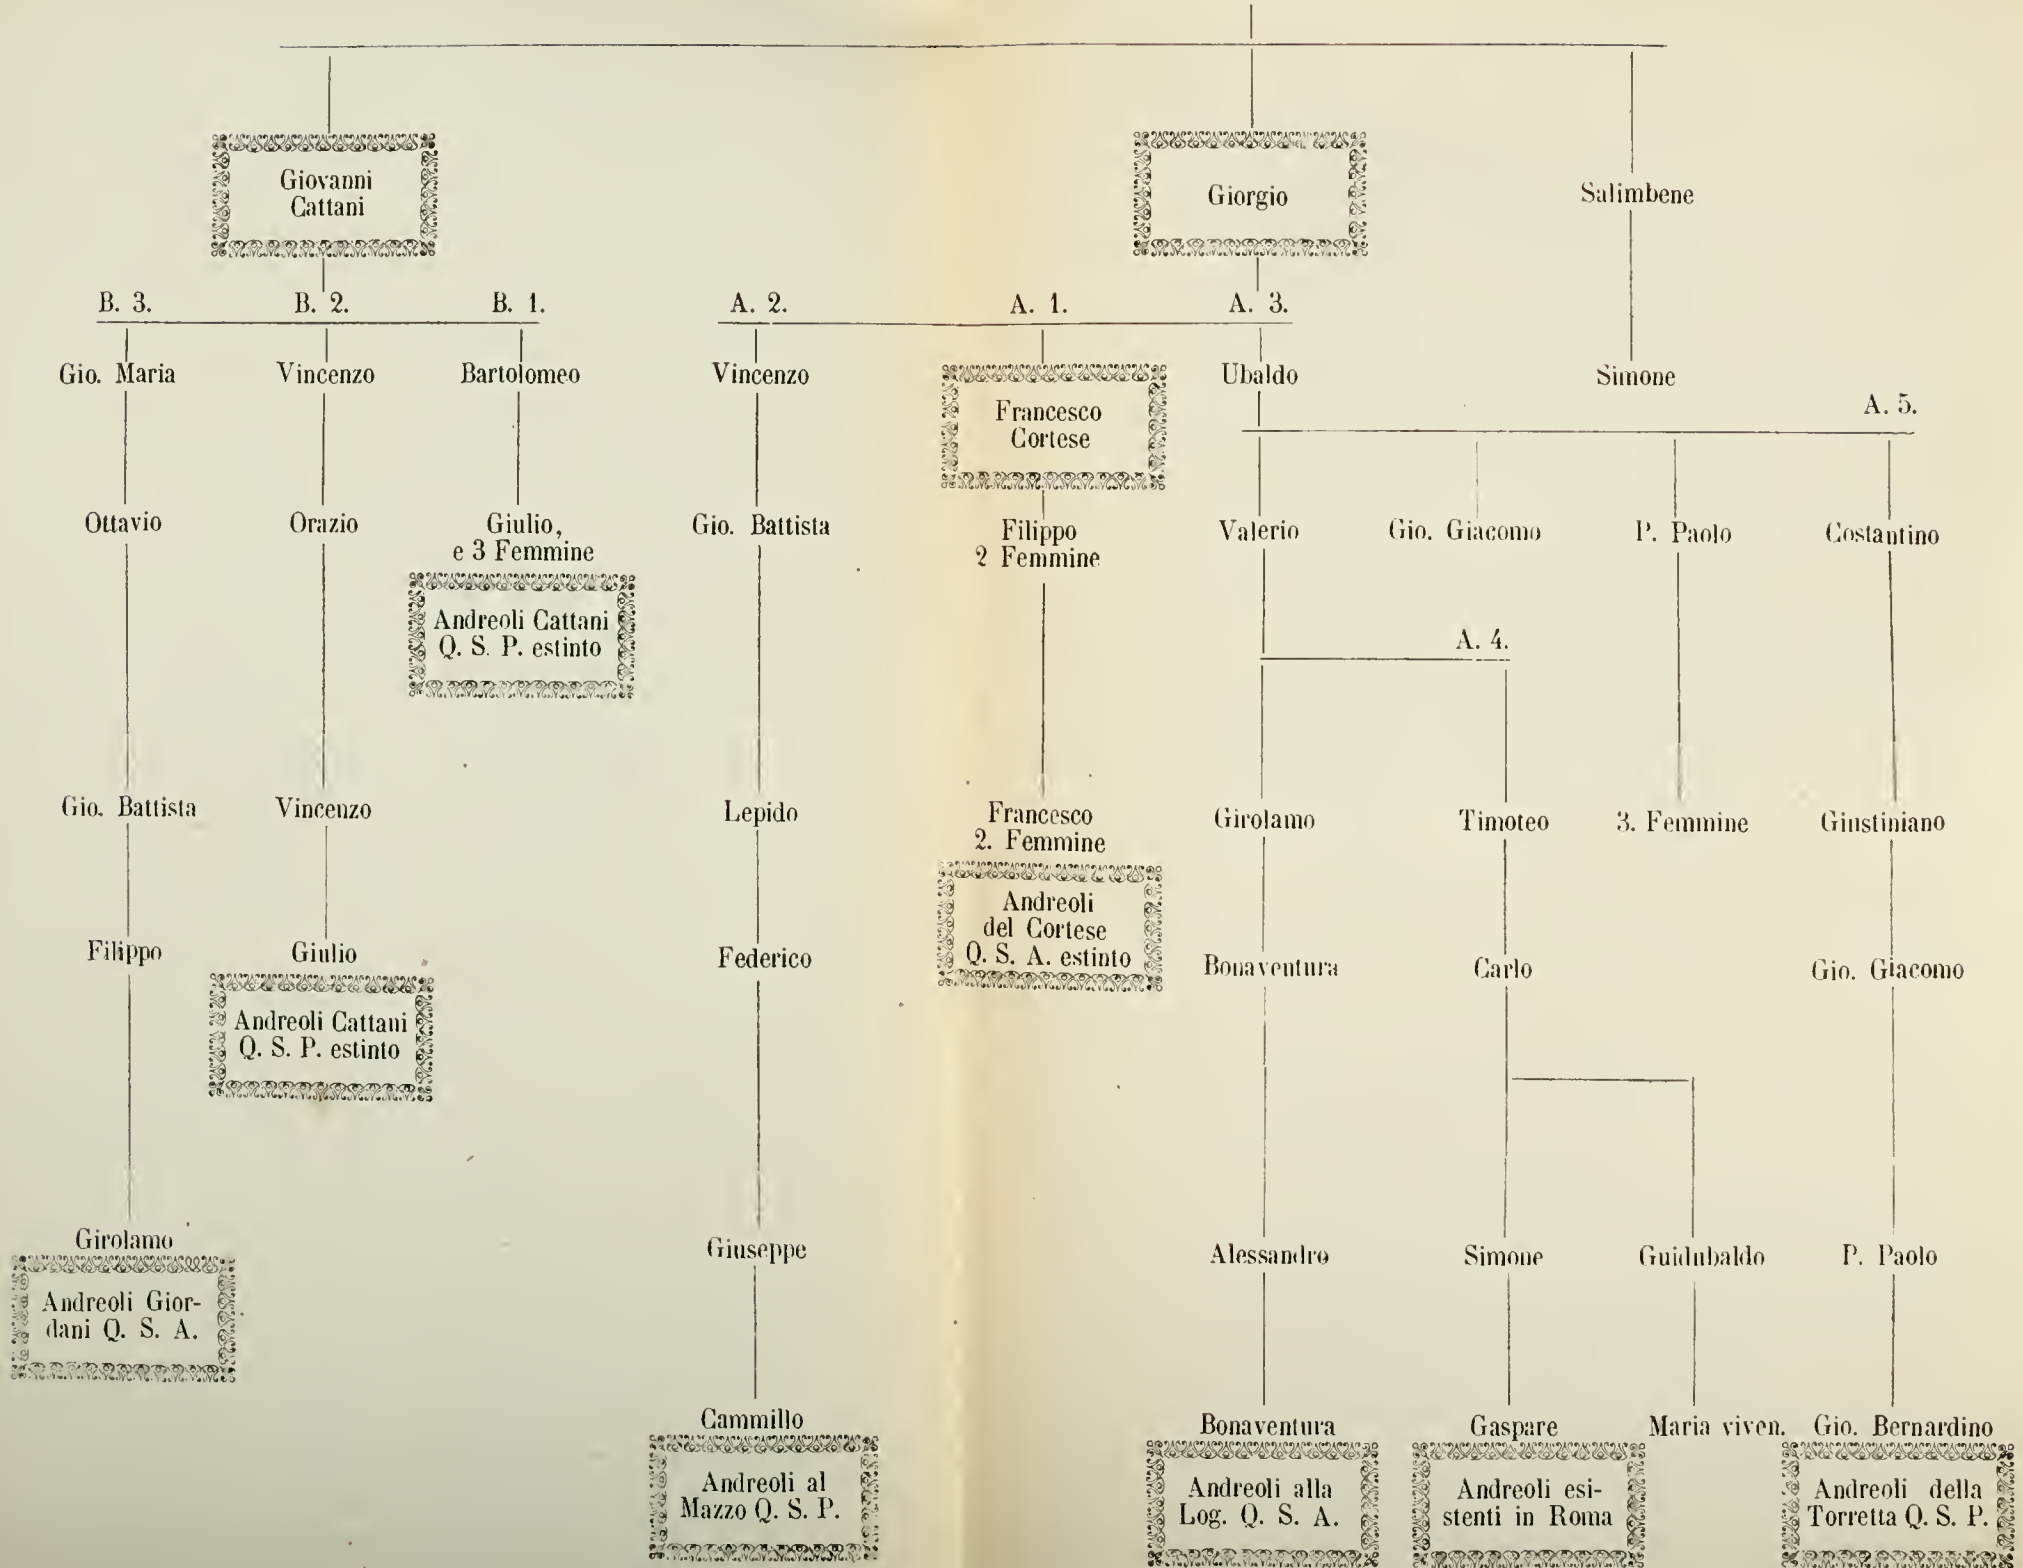 Giovanni
Cattani
Giorgio
Salimbene
B. 3.
B. 2.
B. 1.
A. 2.
A. 1.
A. 3.
Gio. Maria
Vincenzo
Bartolomeo
Vincenzo
Francesco
Cortese
Ubaldo
Simone
A. 5.
Ottavio
Orazio
Giulio,
e 3 Femmine
Andreoli Cattani
Q. S. P. estinto
Gio. Battista
Filippo
2 Femmine
Valerio
Gio. Giacomo
P. Paolo
Costantino
A. 4.
Gio. Battista
Vincenzo
Lepido
Francesco
2. Femmine
Andreoli
del Cortese
Q. S. A. estinto
Girolamo
Timoteo
3. Femmine
Giustiniano
Filippo
Giulio
Andreoli Cattani
Q. S. P. estinto
Federico
Bonaventura
Carlo
Gio. Giacomo
Girolamo
Andreoli Gior-
dani Q. S. A.
Giuseppe
Alessandro
Simone
Guidubaldo
P. Paolo
Cammillo
Andreoli al
Mazzo Q. S. P.
Bonaventura
Andreoli alla
Log. Q. S. A.
Gaspare
Andreoli esi-
stenti in Roma
Maria viven.
Gio. Bernardino
Andreoli della
Torretta Q. S. P.